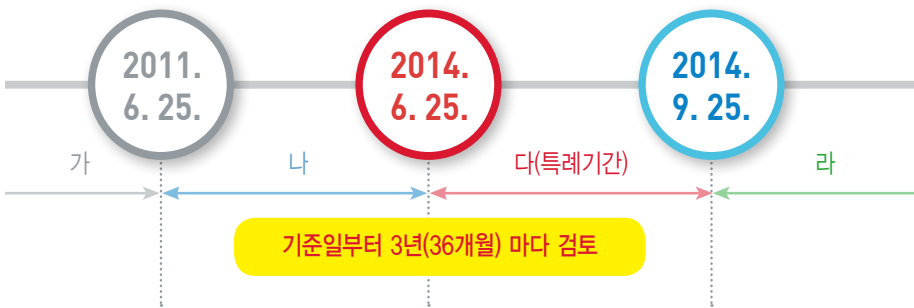 2011.
6. 25.
2014.
6. 25.
2014.
9. 25.
가
나
다(특례기간)
라
기준일부터 3년(36개월) 마다 검토